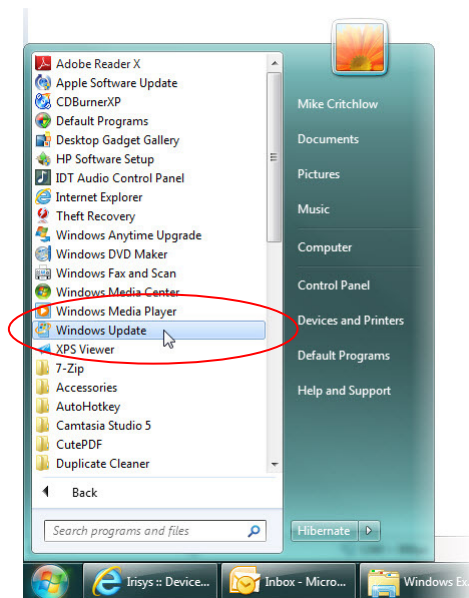 Adobe Reader X
Apple Software Update
CDBurnerXP
Default Programs
Desktop Gadget Gallery
HP Software Setup
IDT Audio Control Panel
Internet Explorer
Theft Recovery
Windows Anytime Upgrade
Windows DVD Maker
Windows Fax and Scan
Windows Media Center
Windows Media Player
Windows Update
XPS Viewer
7-Zip
Accessories
AutoHotkey
Camtasia Studio 5
CutePDF
Duplicate Cleaner
Back
Search programs and files
Mike Critchlow
Documents
Pictures
Music
Computer
Control Panel
Devices and Printers
Default Programs
Help and Support
Hibernate
Irisys :: Device...
Inbox - Micro...
Windows Ex